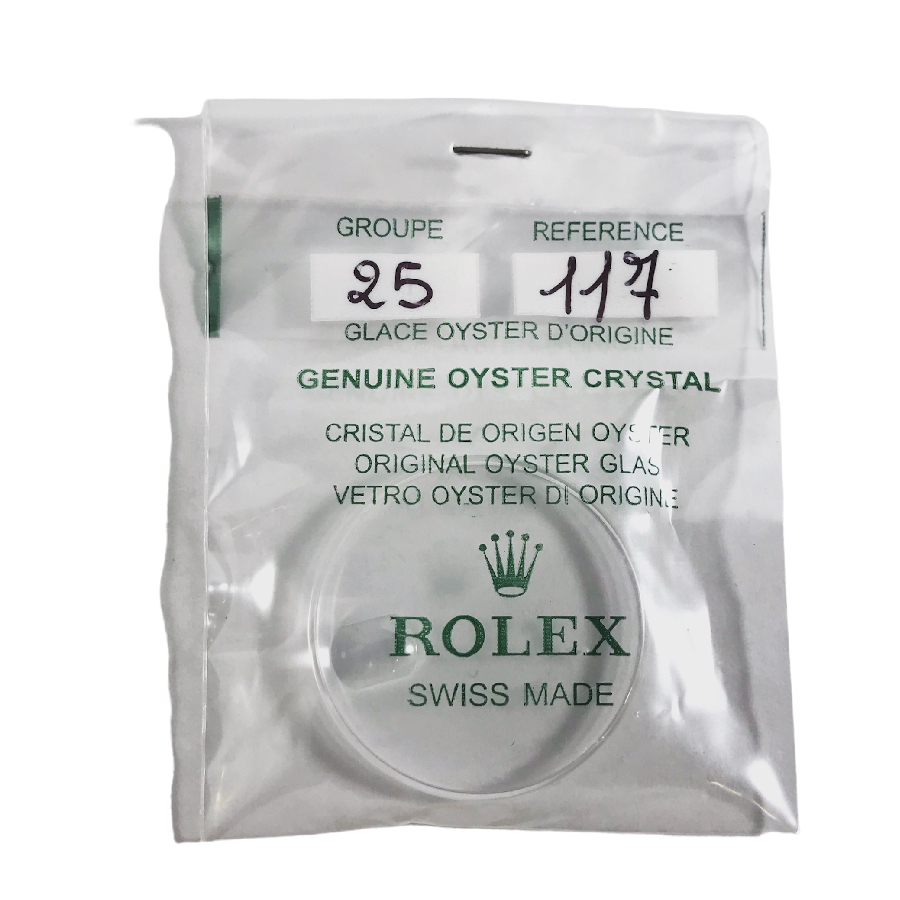 GROUPE REFERENCE
25 117
GLACE OYSTER D'ORIGINE
GENUINE OYSTER CRYSTAL
CRISTAL DE ORIGEN OYSTER
ORIGINAL OYSTER GLAS
VETRO OYSTER DI ORIGINE
ROLEX
SWISS MADE